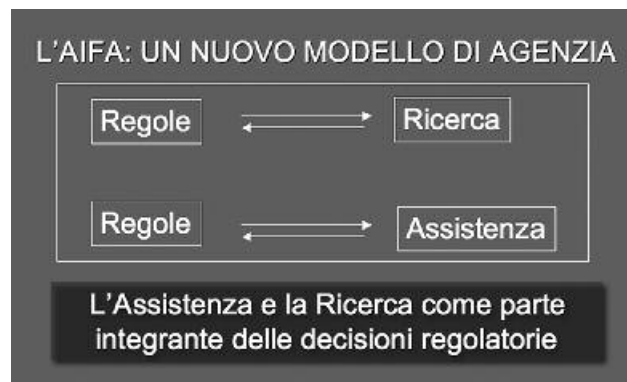 L'AIFA: UN NUOVO MODELLO DI AGENZIA
Regole Ricerca
Regole Assistenza
L'Assistenza e la Ricerca come parte
integrante delle decisioni regolatorie